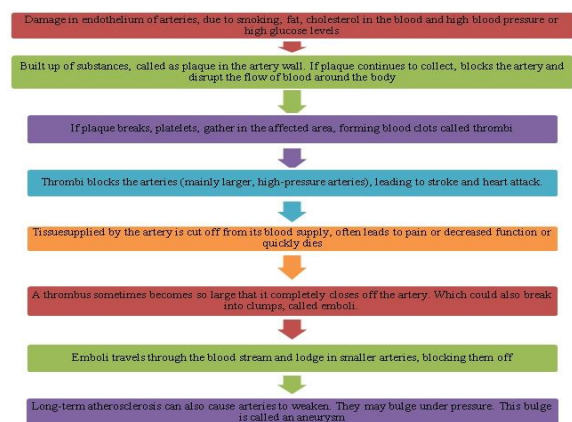 Damage in endothelium of arteries, due to smoking, fat, cholesterol in the blood and high blood pressure or
high glucose levels
Built up of substances, called as plaque in the artery wall. If plaque continues to collect, blocks the artery and
disrupt the flow of blood around the body
If plaque breaks, platelets, gather in the affected area, forming blood clots called thrombi
Thrombi blocks the arteries (mainly larger, high-pressure arteries), leading to stroke and heart attack.
Tissuesupplied by the artery is cut off from its blood supply, often leads to pain or decreased function or
quickly dies
A thrombus sometimes becomes so large that it completely closes off the artery. Which could also break
into clumps, called emboli.
Emboli travels through the blood stream and lodge in smaller arteries, blocking them off
Long-term atherosclerosis can also cause arteries to weaken. They may bulge under pressure. This bulge
is called an aneurysm